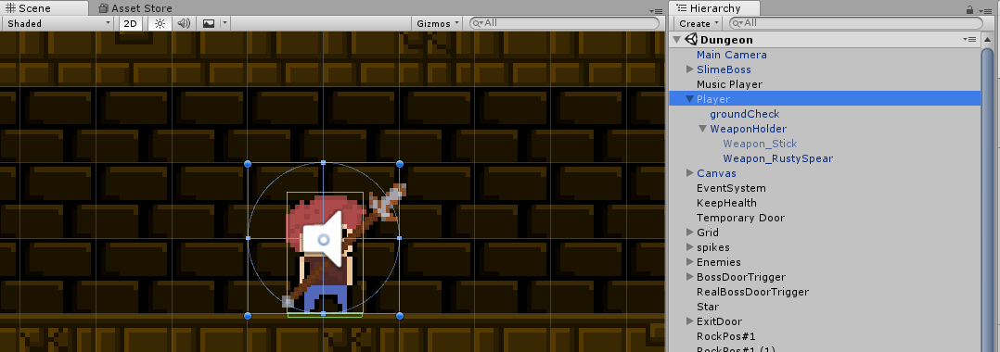 Scene
Asset Store
Shaded
2D
Gizmos
All
Hierarchy
Create
All
Dungeon
Main Camera
SlimeBoss
Music Player
Player
groundCheck
WeaponHolder
Weapon_Stick
Weapon_RustySpear
Canvas
EventSystem
KeepHealth
Temporary Door
Grid
spikes
Enemies
BossDoorTrigger
RealBossDoorTrigger
Star
ExitDoor
RockPos#1
RockPos#1 (1)